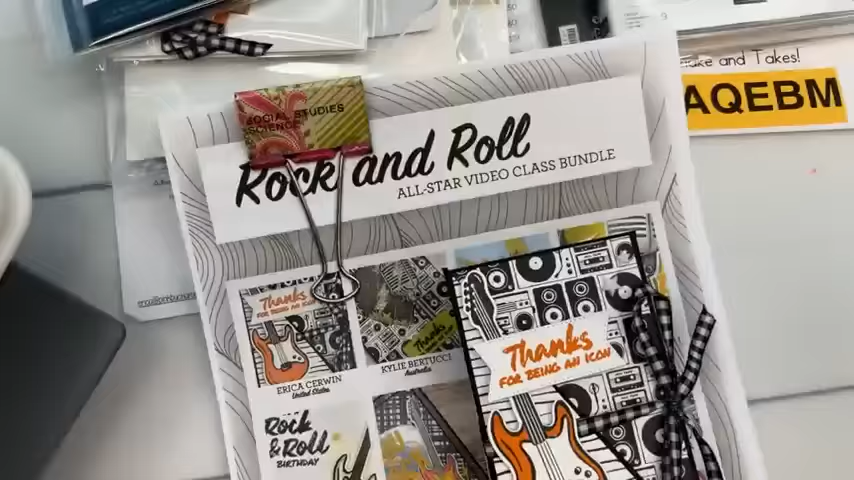 ake and Takes!
AQEBM
SOCIAL STUDIES
SCIENCE
Rock and Roll
ALL-STAR VIDEO CLASS BUNDLE
Thanks
FOR BEING AN ICON
ERICA CERWIN
United States
Thanks
KYLIE BERTUCCI
Australia
Thanks
FOR BEING AN ICON
Rock
& Roll
BIRTHDAY